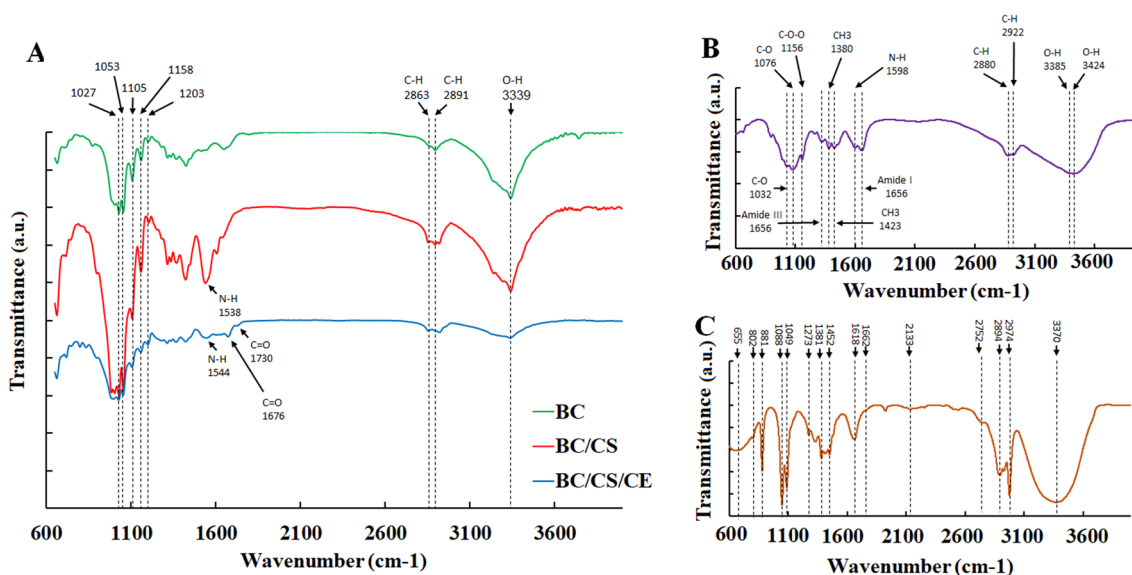 A
1027
1053
1105
1158
1203
C-H
2863
C-H
2891
O-H
3339
N-H
1538
N-H
1544
C=O
1730
C=O
1676
BC
BC/CS
BC/CS/CE
Transmittance (a.u.)
600 1100 1600 2100 2600 3100 3600
Wavenumber (cm-1)
B
C-O
1076
C-O-O
1156
CH3
1380
N-H
1598
C-H
2880
C-H
2922
O-H
3385
O-H
3424
C-O
1032
Amide III
1656
Amide I
1656
CH3
1423
Transmittance (a.u.)
600 1100 1600 2100 2600 3100 3600
Wavenumber (cm-1)
C
655
802
881
1088
1049
1273
1381
1452
1618
1662
2133
2752
2894
2974
3370
Transmittance (a.u.)
600 1100 1600 2100 2600 3100 3600
Wavenumber (cm-1)